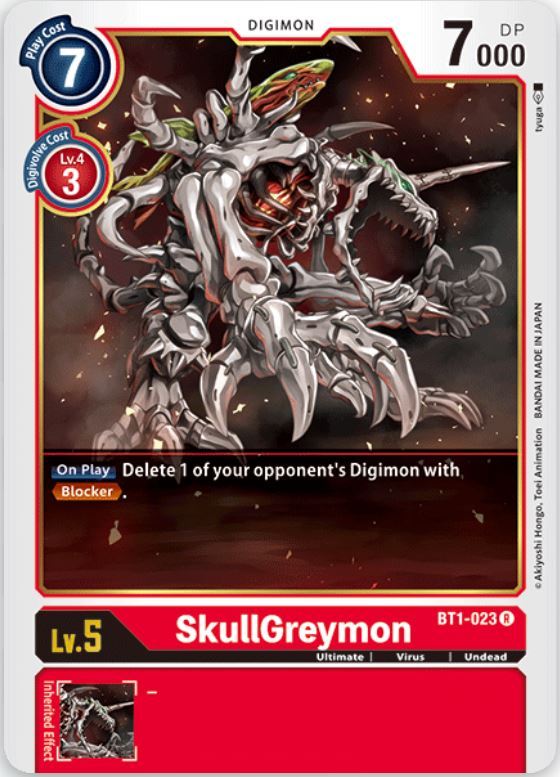 Play Cost
7
DIGIMON
7000
DP
Digivolve Cost
Lv.4
3
tyuga
© Akiyoshi Hongo, Toei Animation BANDAI MADE IN JAPAN
On Play Delete 1 of your opponent's Digimon with
Blocker .
BT1-023 R
Lv.5
SkullGreymon
Ultimate | Virus | Undead
Inherited Effect
–